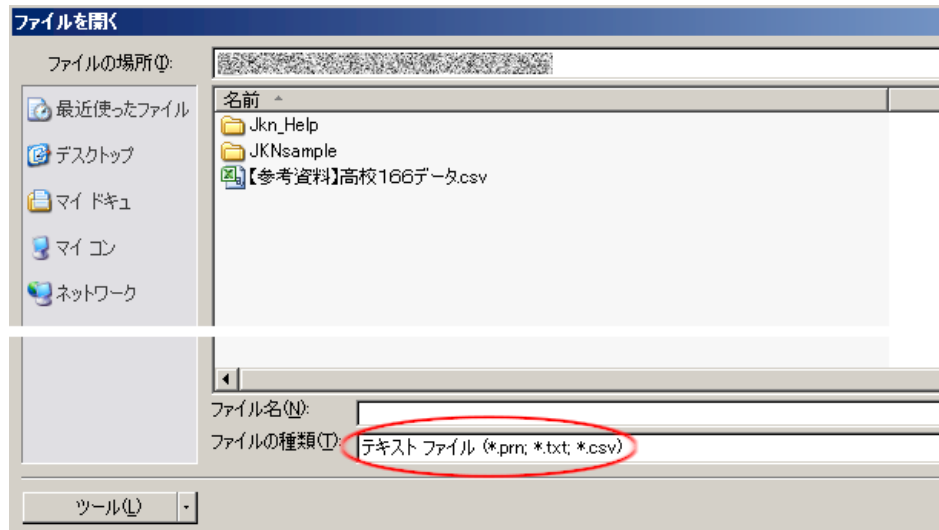 ファイルを開く
ファイルの場所(I):
最近使ったファイル
デスクトップ
マイ ドキュ
マイ コン
ネットワーク
名前
Jkn_Help
JKNsample
【参考資料】高校166データ.csv
ファイル名(N):
ファイルの種類(T):
テキスト ファイル (*.prn; *.txt; *.csv)
ツール(L)